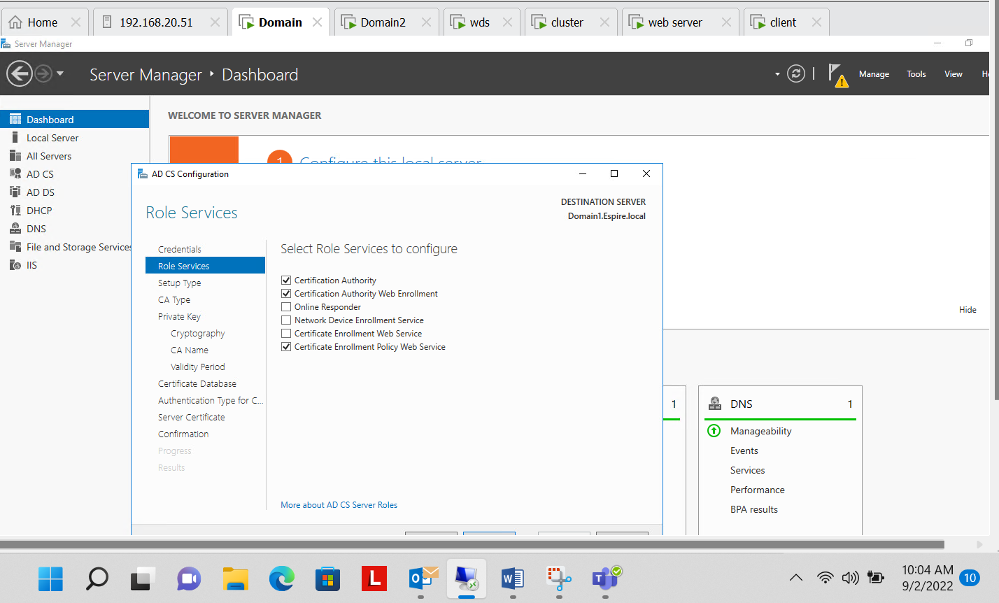 Home
192.168.20.51
Domain
Domain2
wds
cluster
web server
client
Server Manager
Server Manager ‣ Dashboard
Manage
Tools
View
Dashboard
Local Server
All Servers
AD CS
AD DS
DHCP
DNS
File and Storage Services
IIS
WELCOME TO SERVER MANAGER
1
Configure this local server
Hide
AD CS Configuration
Role Services
DESTINATION SERVER
Domain1.Espire.local
Credentials
Role Services
Setup Type
CA Type
Private Key
Cryptography
CA Name
Validity Period
Certificate Database
Authentication Type for C...
Server Certificate
Confirmation
Progress
Results
Select Role Services to configure
Certification Authority
Certification Authority Web Enrollment
Online Responder
Network Device Enrollment Service
Certificate Enrollment Web Service
Certificate Enrollment Policy Web Service
More about AD CS Server Roles
1
DNS 1
Manageability
Events
Services
Performance
BPA results
10:04 AM
9/2/2022
10